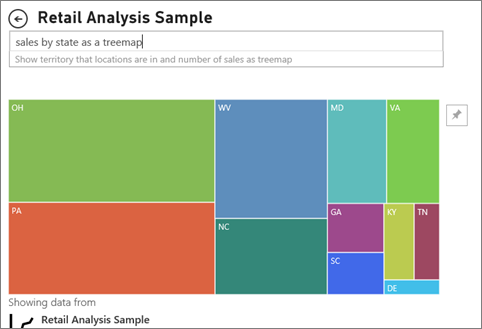 Retail Analysis Sample
sales by state as a treemap
Show territory that locations are in and number of sales as treemap
OH
WV
MD
VA
PA
GA
KY
TN
NC
SC
DE
Showing data from
Retail Analysis Sample